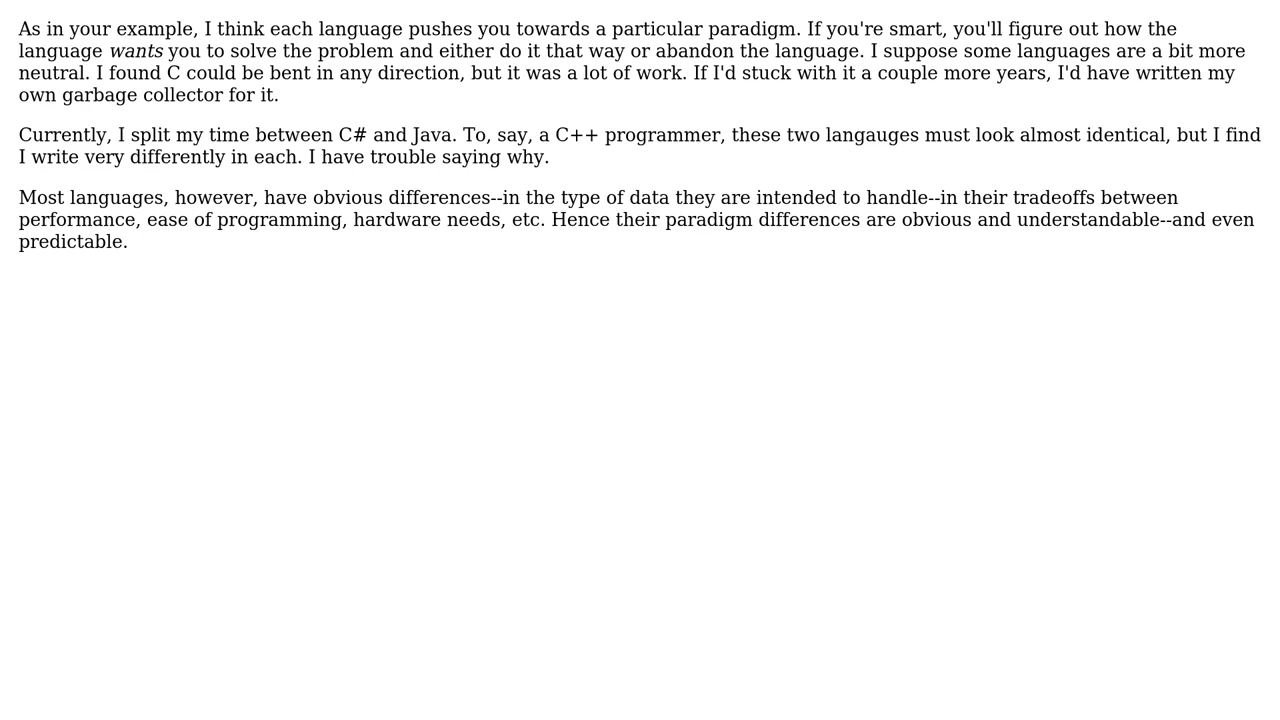 As in your example, I think each language pushes you towards a particular paradigm. If you're smart, you'll figure out how the
language wants you to solve the problem and either do it that way or abandon the language. I suppose some languages are a bit more
neutral. I found C could be bent in any direction, but it was a lot of work. If I'd stuck with it a couple more years, I'd have written my
own garbage collector for it.
Currently, I split my time between C# and Java. To, say, a C++ programmer, these two langauges must look almost identical, but I find
I write very differently in each. I have trouble saying why.
Most languages, however, have obvious differences--in the type of data they are intended to handle--in their tradeoffs between
performance, ease of programming, hardware needs, etc. Hence their paradigm differences are obvious and understandable--and even
predictable.